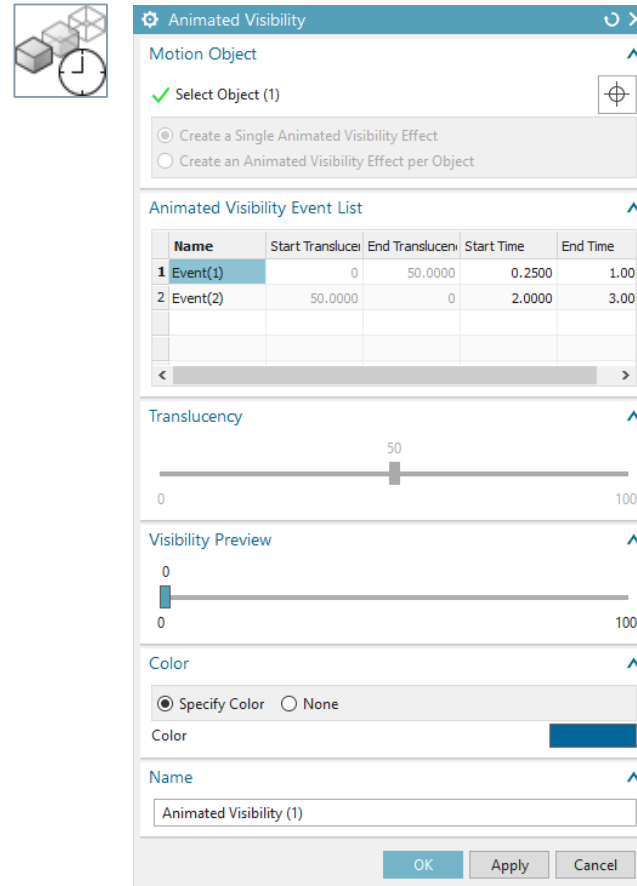 Animated Visibility
Motion Object
Select Object (1)
Create a Single Animated Visibility Effect
Create an Animated Visibility Effect per Object
Animated Visibility Event List
Name Start Translucei End Translucen Start Time End Time
1 Event(1) 0 50.0000 0.2500 1.00
2 Event(2) 50.0000 0 2.0000 3.00
Translucency
50
0 100
Visibility Preview
0
0 100
Color
Specify Color None
Color
Name
Animated Visibility (1)
OK Apply Cancel